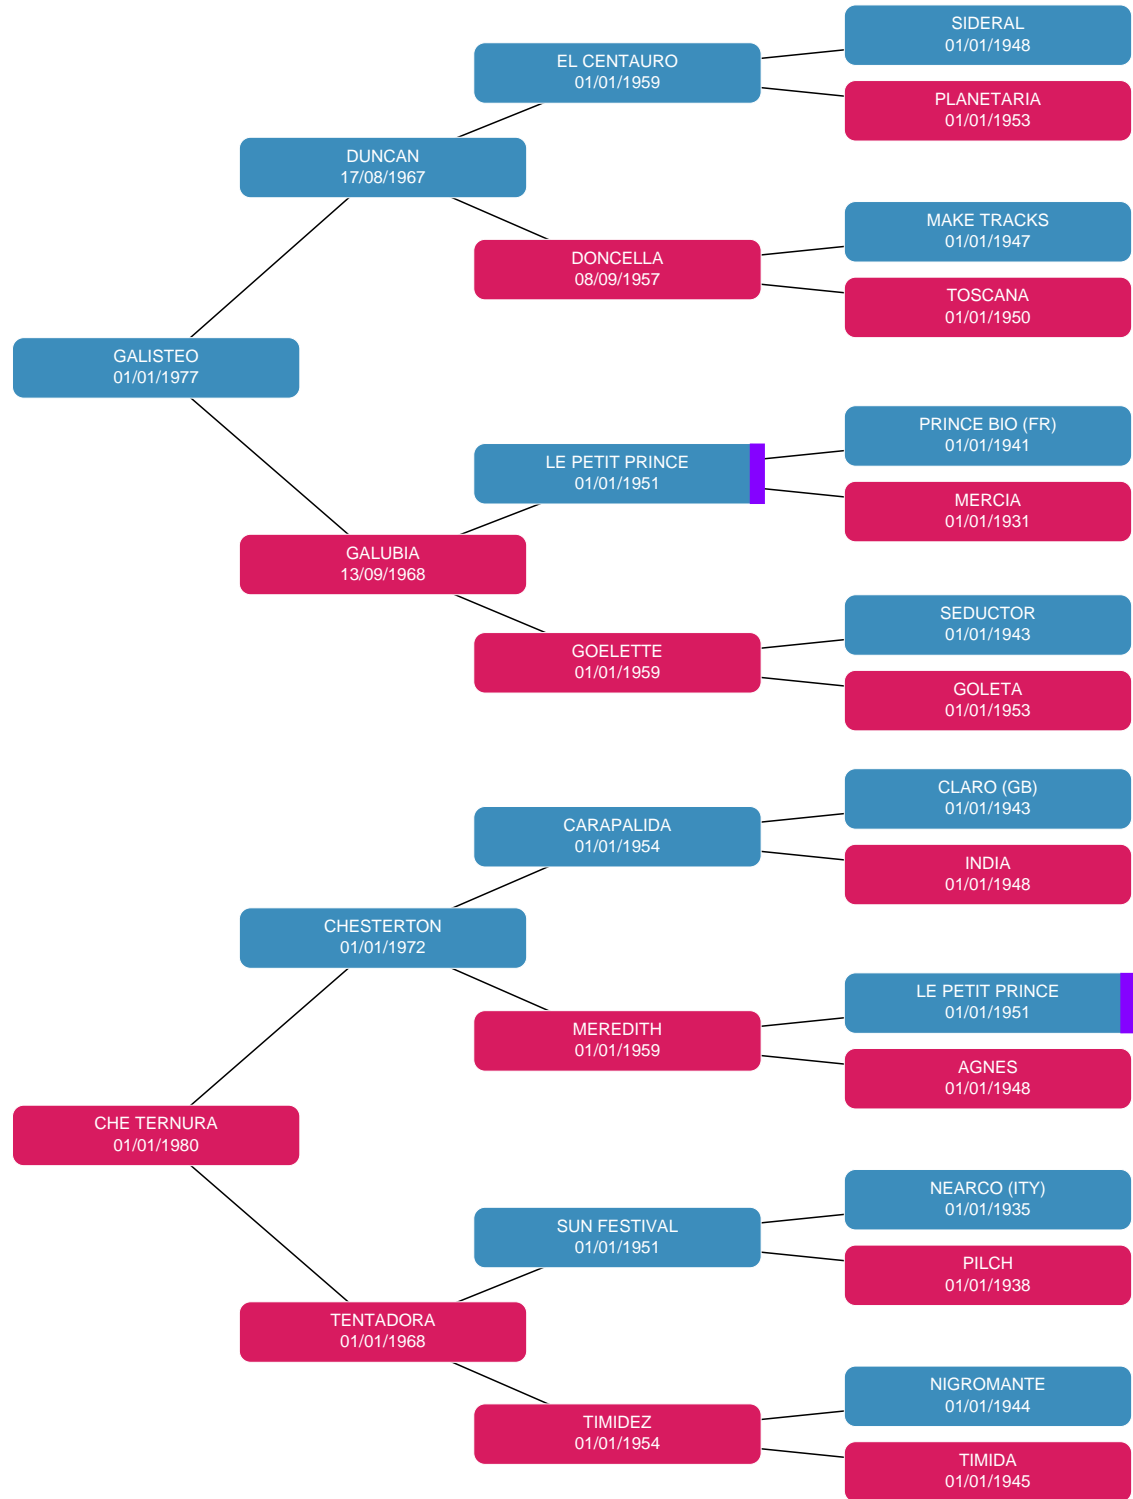 SIDERAL
01/01/1948
EL CENTAURO
01/01/1959
PLANETARIA
01/01/1953
DUNCAN
17/08/1967
MAKE TRACKS
01/01/1947
DONCELLA
08/09/1957
TOSCANA
01/01/1950
GALISTEO
01/01/1977
PRINCE BIO (FR)
01/01/1941
LE PETIT PRINCE
01/01/1951
MERCIA
01/01/1931
GALUBIA
13/09/1968
SEDUCTOR
01/01/1943
GOELETTE
01/01/1959
GOLETA
01/01/1953
CLARO (GB)
01/01/1943
CARAPALIDA
01/01/1954
INDIA
01/01/1948
CHESTERTON
01/01/1972
LE PETIT PRINCE
01/01/1951
MEREDITH
01/01/1959
AGNES
01/01/1948
CHE TERNURA
01/01/1980
NEARCO (ITY)
01/01/1935
SUN FESTIVAL
01/01/1951
PILCH
01/01/1938
TENTADORA
01/01/1968
NIGROMANTE
01/01/1944
TIMIDEZ
01/01/1954
TIMIDA
01/01/1945